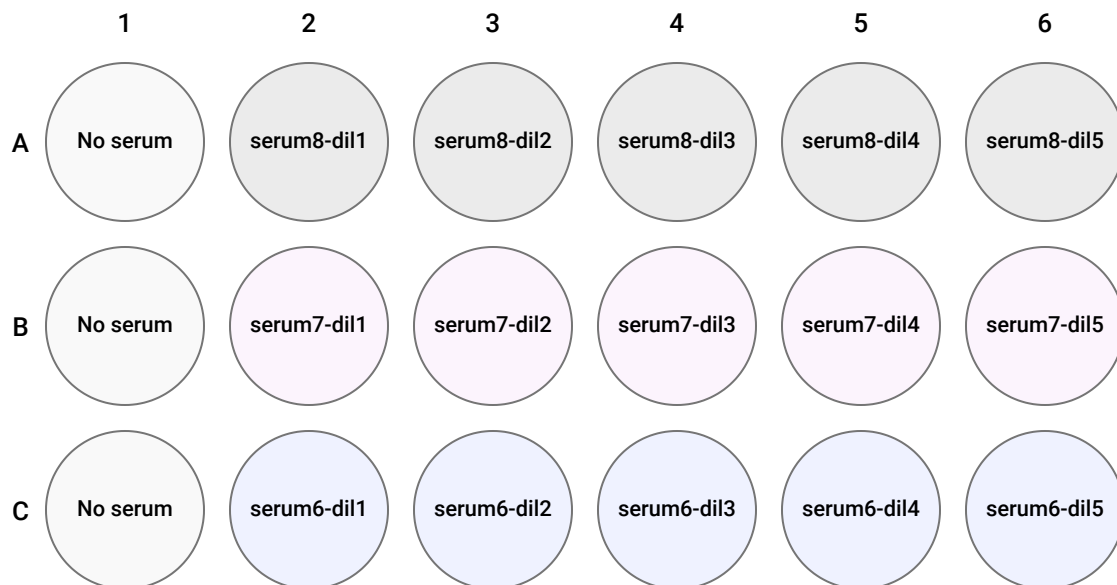 1 2 3 4 5 6
A No serum serum8-dil1 serum8-dil2 serum8-dil3 serum8-dil4 serum8-dil5
B No serum serum7-dil1 serum7-dil2 serum7-dil3 serum7-dil4 serum7-dil5
C No serum serum6-dil1 serum6-dil2 serum6-dil3 serum6-dil4 serum6-dil5